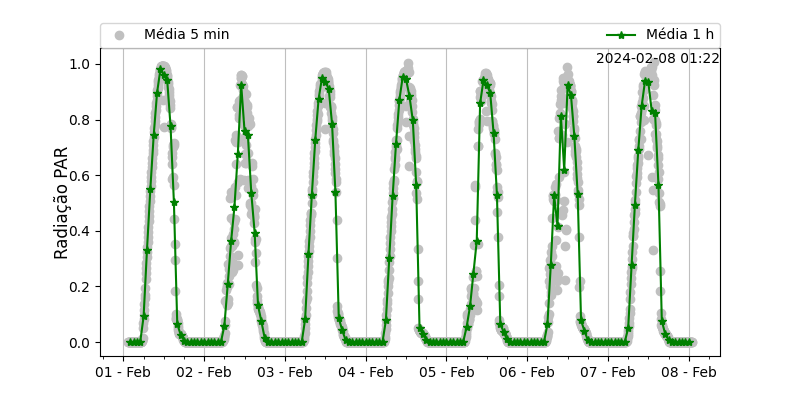 Média 5 min
Média 1 h
2024-02-08 01:22
1.0
0.8
0.6
0.4
0.2
0.0
Radiação PAR
01 - Feb
02 - Feb
03 - Feb
04 - Feb
05 - Feb
06 - Feb
07 - Feb
08 - Feb